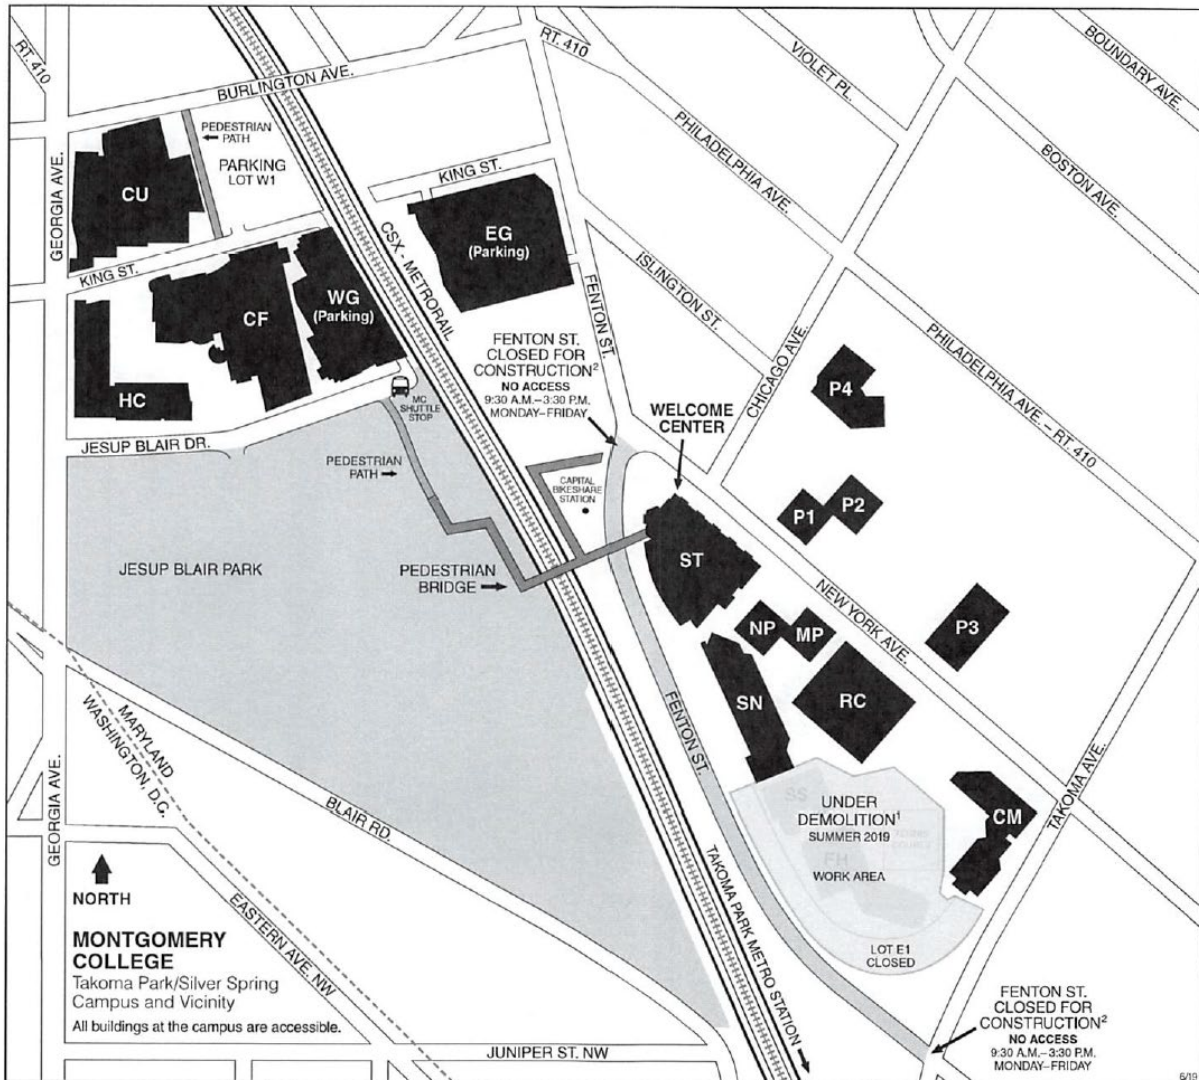 RT. 410
BURLINGTON AVE.
RT. 410
VIOLET PL.
BOUNDARY AVE.
BOSTON AVE.
PHILADELPHIA AVE.
GEORGIA AVE.
PEDESTRIAN
PATH
PARKING
LOT W1
CU
KING ST.
KING ST.
EG
(Parking)
CSX - METRORAIL
WG
(Parking)
CF
HC
FENTON ST.
ISLINGTON ST.
CHICAGO AVE.
PHILADELPHIA AVE. – RT. 410
FENTON ST.
CLOSED FOR
CONSTRUCTION²
NO ACCESS
9:30 A.M.–3:30 P.M.
MONDAY–FRIDAY
MC
SHUTTLE
STOP
WELCOME
CENTER
P4
JESUP BLAIR DR.
PEDESTRIAN
PATH
CAPITAL
BIKESHARE
STATION
P1
P2
JESUP BLAIR PARK
PEDESTRIAN
BRIDGE
ST
NEW YORK AVE.
NP
MP
P3
SN
RC
FENTON ST.
MARYLAND
WASHINGTON, D.C.
GEORGIA AVE.
BLAIR RD.
TAKOMA AVE.
SS
UNDER
DEMOLITION¹
SUMMER 2019
FH
WORK AREA
CM
LOT E1
CLOSED
TAKOMA PARK METRO STATION
NORTH
EASTERN AVE. NW
MONTGOMERY
COLLEGE
Takoma Park/Silver Spring
Campus and Vicinity
All buildings at the campus are accessible.
JUNIPER ST. NW
FENTON ST.
CLOSED FOR
CONSTRUCTION²
NO ACCESS
9:30 A.M.–3:30 P.M.
MONDAY–FRIDAY
6/19